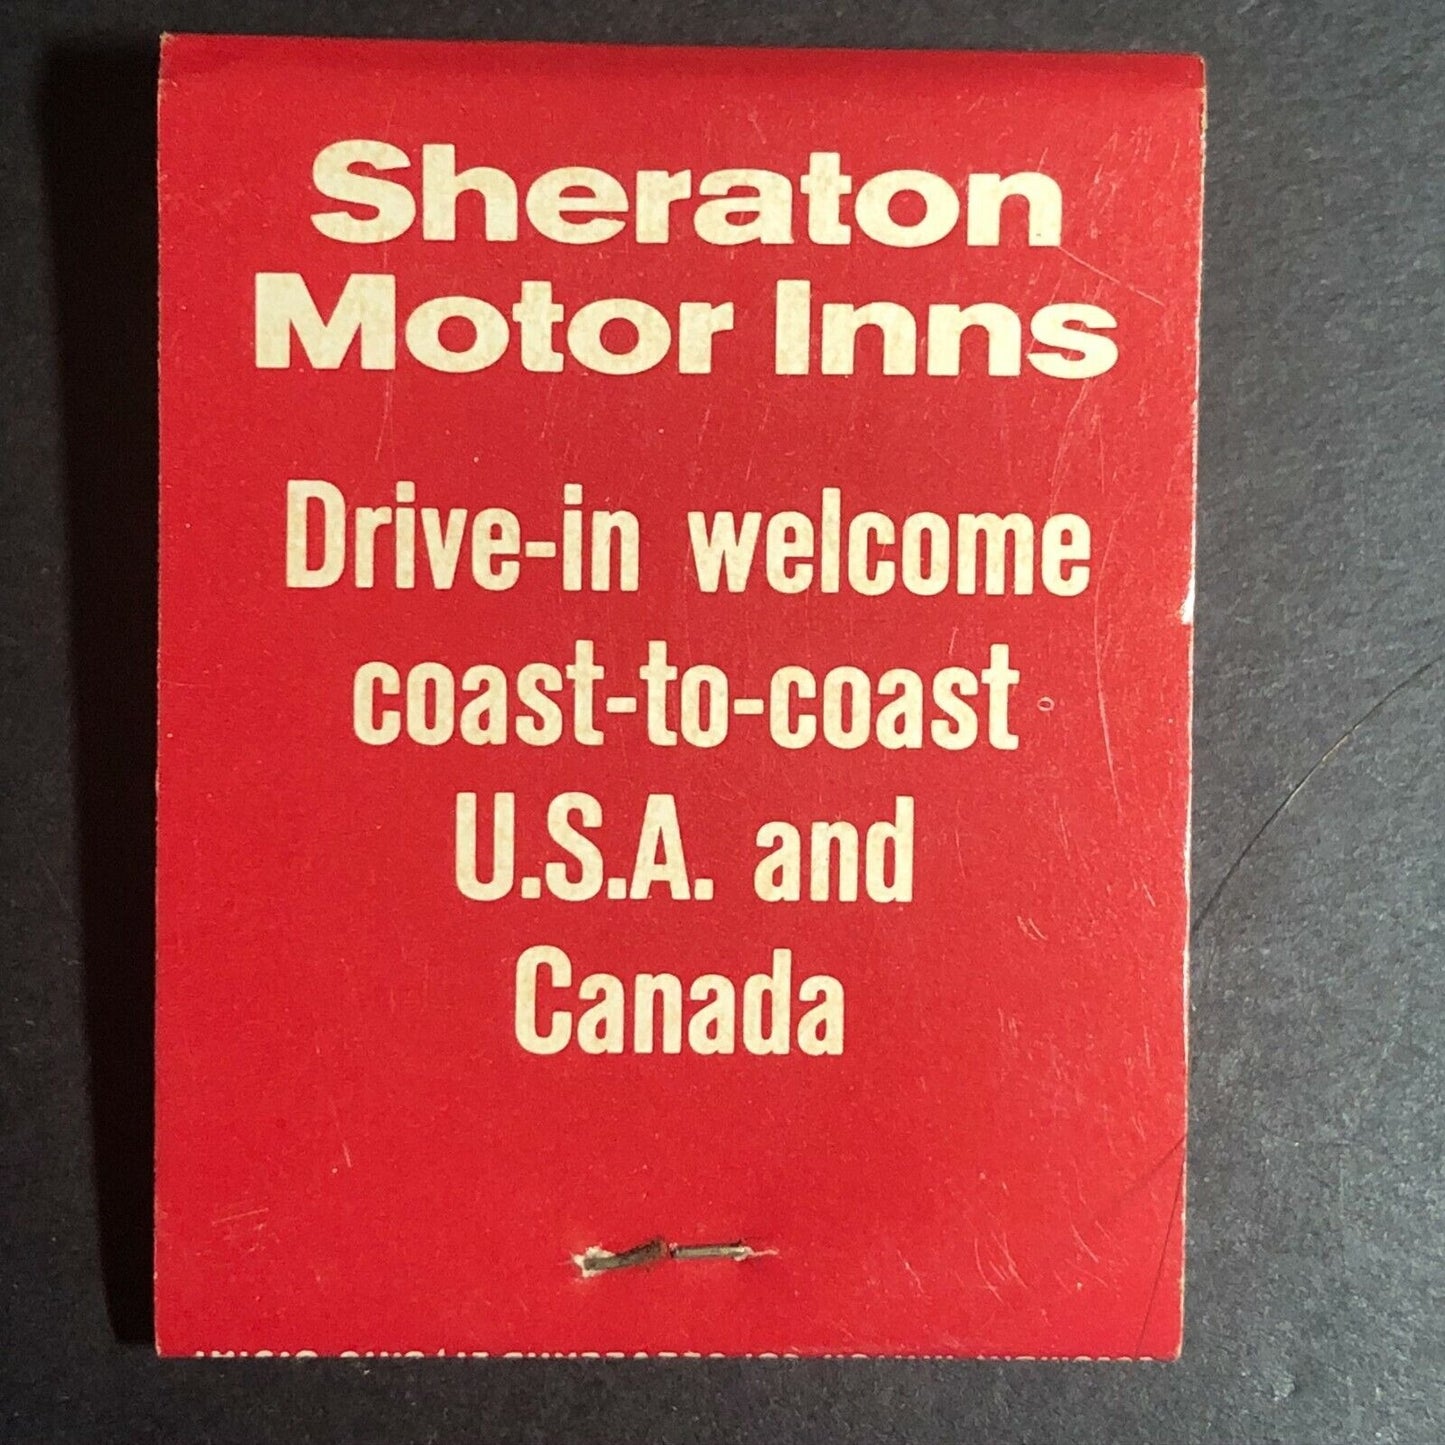 Sheraton
Motor Inns
Drive-in welcome
coast-to-coast
U.S.A. and
Canada